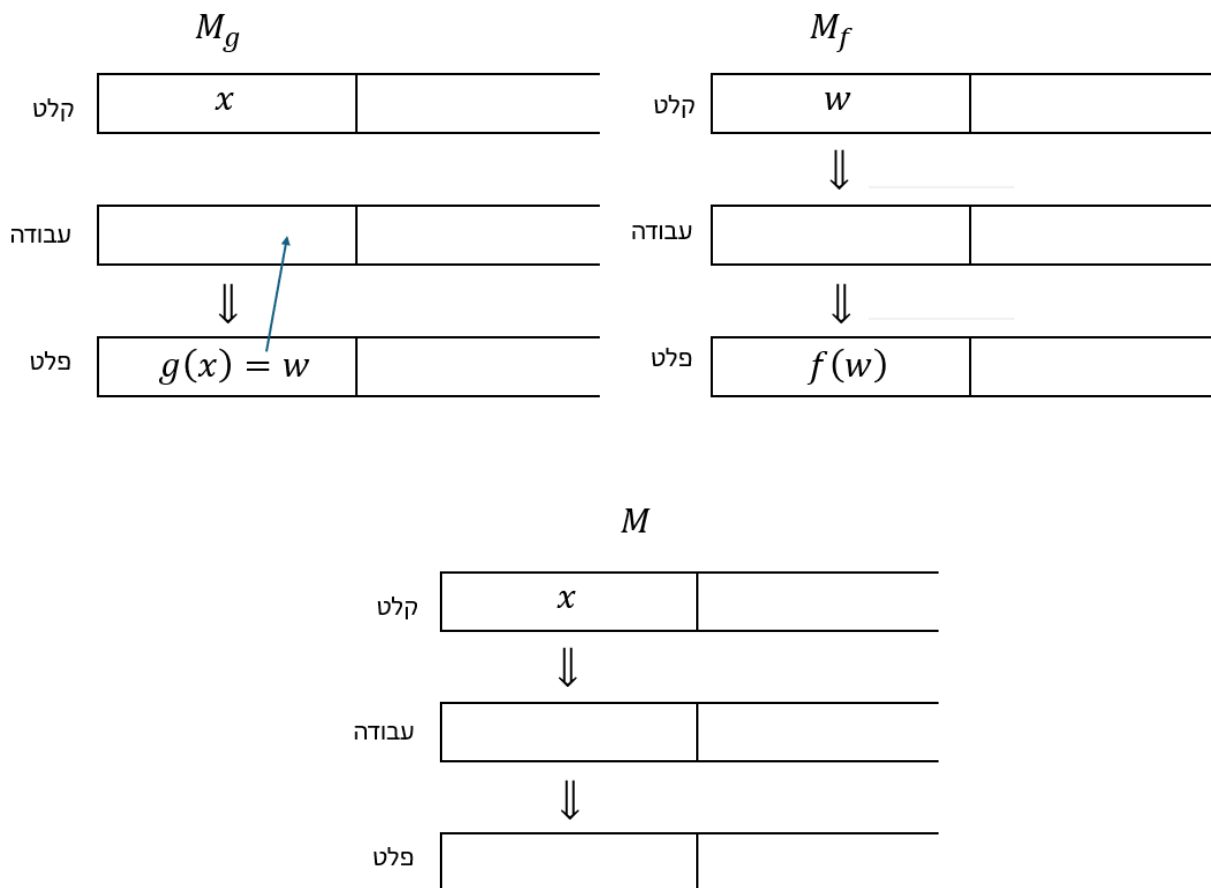 M_g
קלט x
עבודה
⇓
פלט g(x) = w
M_f
קלט w
⇓
עבודה
⇓
פלט f(w)
M
קלט x
⇓
עבודה
⇓
פלט